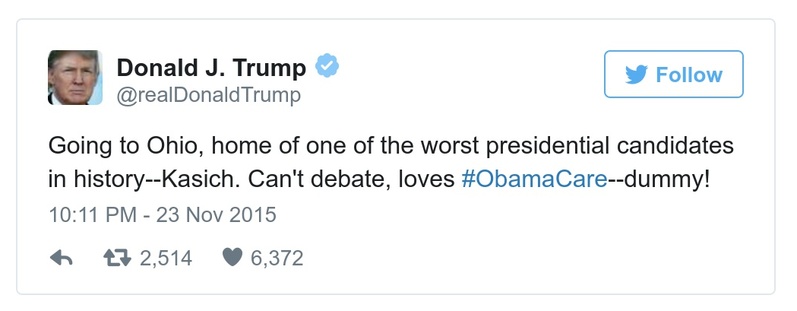 Donald J. Trump
@realDonaldTrump
Follow
Going to Ohio, home of one of the worst presidential candidates
in history--Kasich. Can't debate, loves #ObamaCare--dummy!
10:11 PM - 23 Nov 2015
2,514 6,372